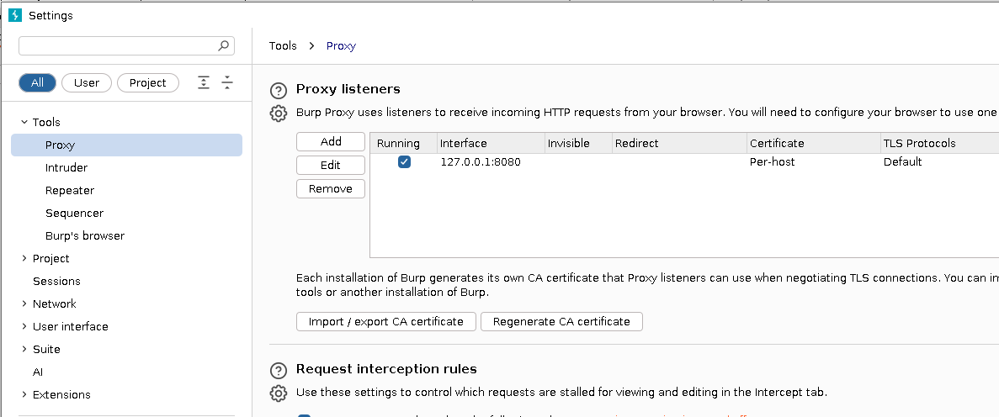 Settings
Tools > Proxy
All User Project
Tools
Proxy
Intruder
Repeater
Sequencer
Burp's browser
Project
Sessions
Network
User interface
Suite
AI
Extensions
Proxy listeners
Burp Proxy uses listeners to receive incoming HTTP requests from your browser. You will need to configure your browser to use one
Add
Edit
Remove
Running Interface Invisible Redirect Certificate TLS Protocols
127.0.0.1:8080 Per-host Default
Each installation of Burp generates its own CA certificate that Proxy listeners can use when negotiating TLS connections. You can
tools or another installation of Burp.
Import / export CA certificate Regenerate CA certificate
Request interception rules
Use these settings to control which requests are stalled for viewing and editing in the Intercept tab.